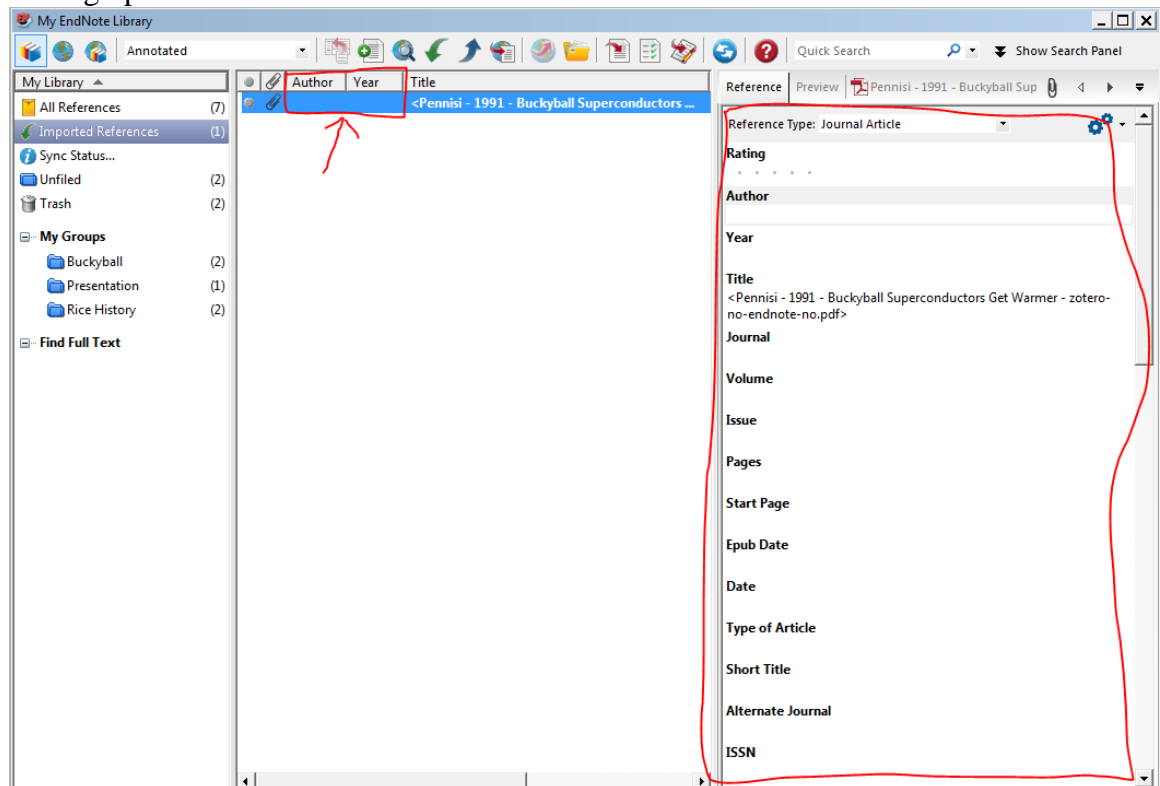 My EndNote Library
Annotated
Quick Search
Show Search Panel
My Library
All References (7)
Imported References (1)
Sync Status...
Unfiled (2)
Trash (2)
My Groups
Buckyball (2)
Presentation (1)
Rice History (2)
Find Full Text
Author Year Title
<Pennisi - 1991 - Buckyball Superconductors ...
Reference Preview Pennisi - 1991 - Buckyball Sup
Reference Type: Journal Article
Rating
Author
Year
Title
<Pennisi - 1991 - Buckyball Superconductors Get Warmer - zotero-
no-endnote-no.pdf>
Journal
Volume
Issue
Pages
Start Page
Epub Date
Date
Type of Article
Short Title
Alternate Journal
ISSN